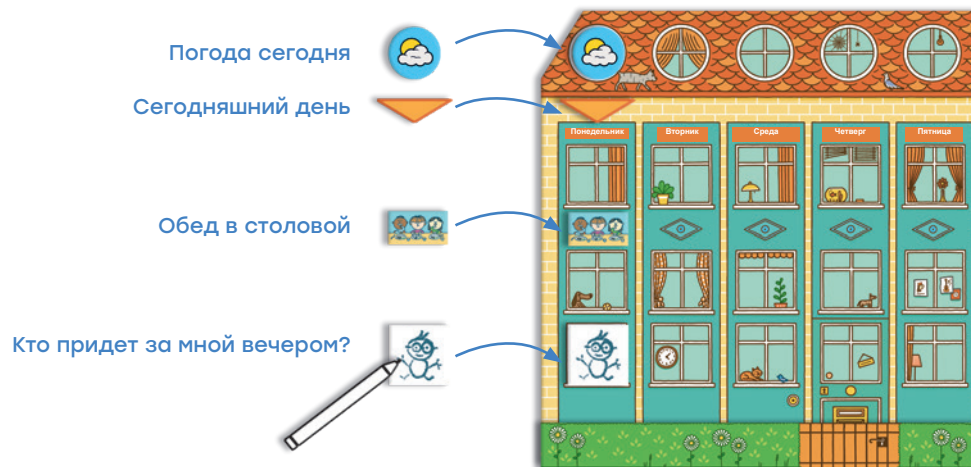 Погода сегодня
Сегодняшний день
Понедельник
Вторник
Среда
Четверг
Пятница
Обед в столовой
Кто придет за мной вечером?